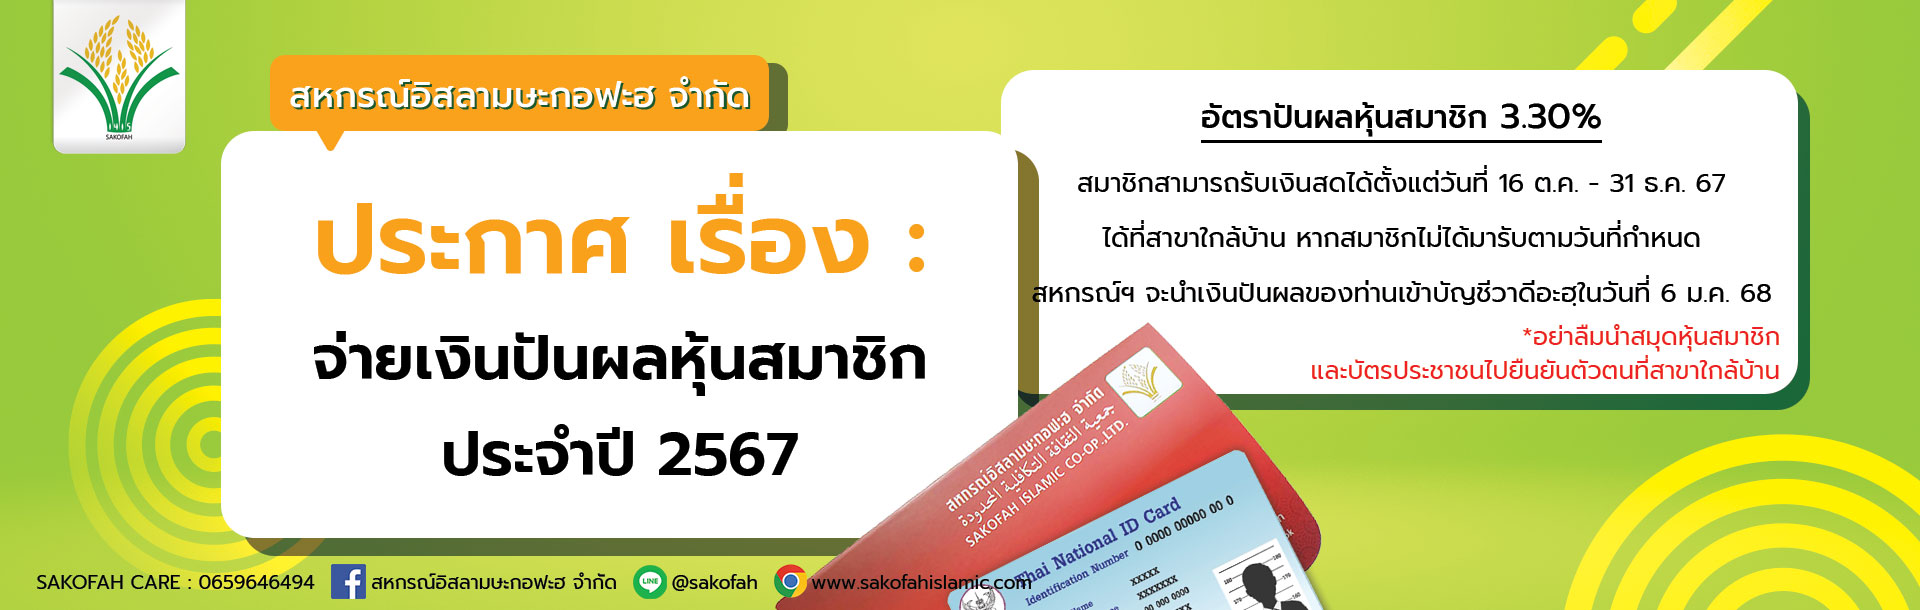 1415
SAKOFAH
สหกรณ์อิสลามษะกอฟะฮ จำกัด
ประกาศ เรื่อง :
จ่ายเงินปันผลหุ้นสมาชิก
ประจำปี 2567
อัตราปันผลหุ้นสมาชิก 3.30%
สมาชิกสามารถรับเงินสดได้ตั้งแต่วันที่ 16 ต.ค. - 31 ธ.ค. 67
ได้ที่สาขาใกล้บ้าน หากสมาชิกไม่ได้มารับตามวันที่กำหนด
สหกรณ์ฯ จะนำเงินปันผลของท่านเข้าบัญชีวาดีอะฮฺในวันที่ 6 ม.ค. 68
*อย่าลืมนำสมุดหุ้นสมาชิก
และบัตรประชาชนไปยืนยันตัวตนที่สาขาใกล้บ้าน
สหกรณ์อิสลามษะกอฟะฮ จำกัด
جمعية الثقافة التكافلية المحدودة
SAKOFAH ISLAMIC CO-OP.,LTD.
Thai National ID Card
Identification Number 0 0000 00000 00 0
Name
XXXXX
XXXXXXX
SAKOFAH CARE : 0659646494
สหกรณ์อิสลามษะกอฟะฮ จำกัด
LINE
@sakofah
www.sakofahislamic.com